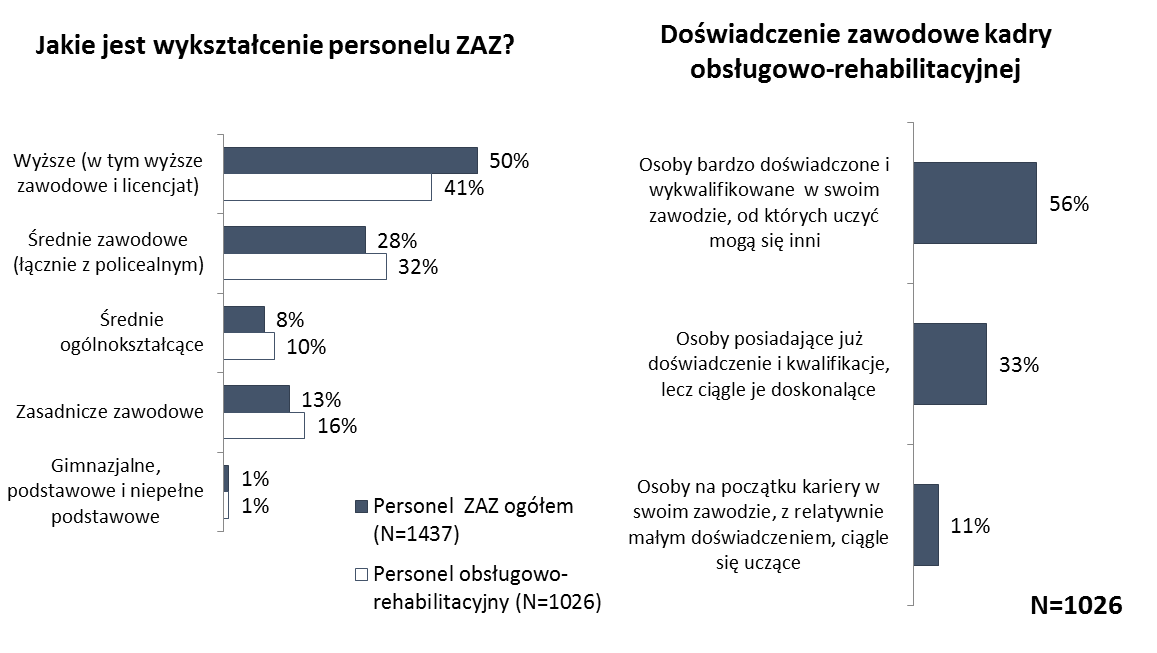 Jakie jest wykształcenie personelu ZAZ?
Wyższe (w tym wyższe
zawodowe i licencjat)
50%
41%
Średnie zawodowe
(łącznie z policealnym)
28%
32%
Średnie
ogólnokształcące
8%
10%
Zasadnicze zawodowe
13%
16%
Gimnazjalne,
podstawowe i niepełne
podstawowe
1%
1%
Personel ZAZ ogółem
(N=1437)
Personel obsługowo-
rehabilitacyjny (N=1026)
Doświadczenie zawodowe kadry
obsługowo-rehabilitacyjnej
Osoby bardzo doświadczone i
wykwalifikowane w swoim
zawodzie, od których uczyć
mogą się inni
56%
Osoby posiadające już
doświadczenie i kwalifikacje,
lecz ciągle je doskonalące
33%
Osoby na początku kariery w
swoim zawodzie, z relatywnie
małym doświadczeniem, ciągle
się uczące
11%
N=1026